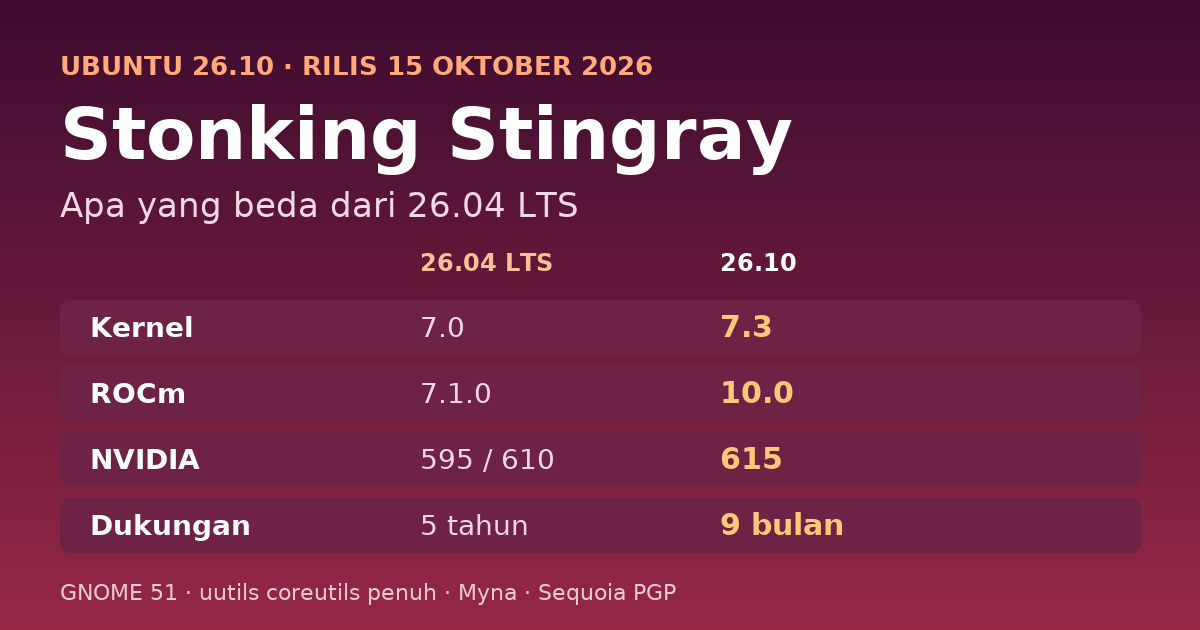 UBUNTU 26.10 · RILIS 15 OKTOBER 2026
Stonking Stingray
Apa yang beda dari 26.04 LTS
26.04 LTS 26.10
Kernel 7.0 7.3
ROCm 7.1.0 10.0
NVIDIA 595 / 610 615
Dukungan 5 tahun 9 bulan
GNOME 51 · uutils coreutils penuh · Myna · Sequoia PGP